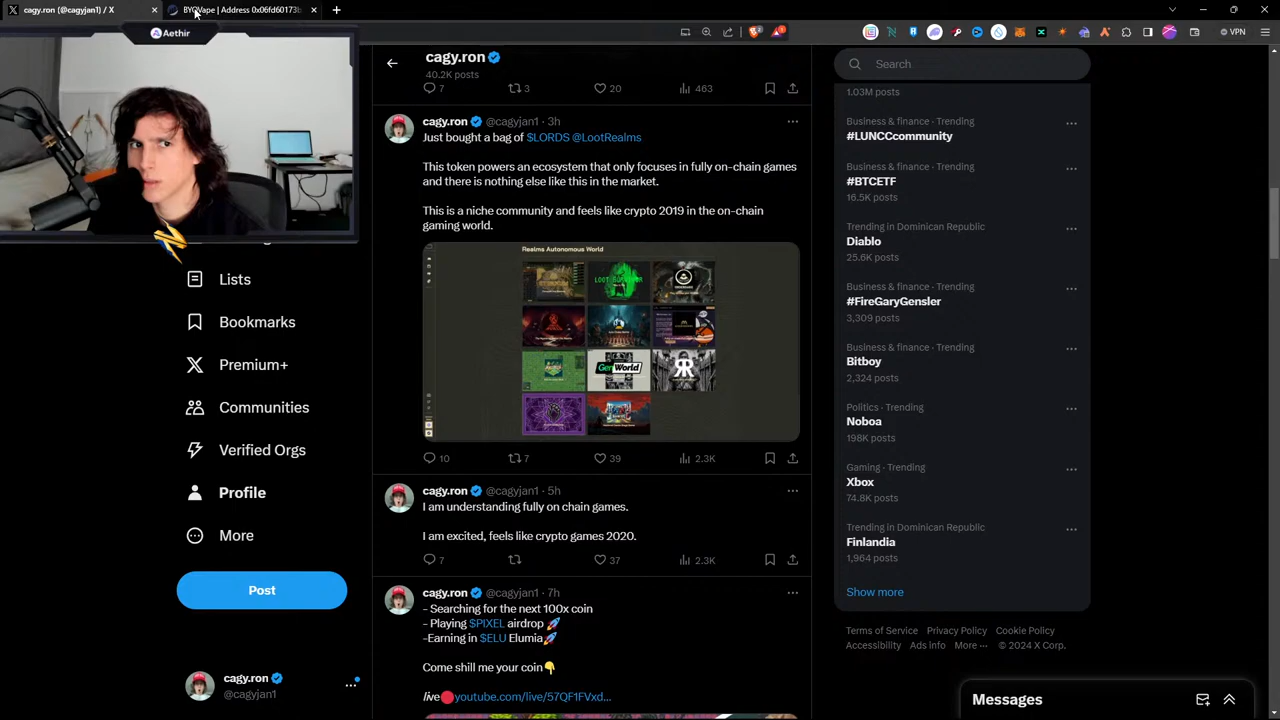 cagy.ron (@cagyjan1) / X
BYOVape | Address 0x06fd60173b
VPN
Aethir
cagy.ron
40.2K posts
7
3
20
463
cagy.ron @cagyjan1 · 3h
Just bought a bag of $LORDS @LootRealms
This token powers an ecosystem that only focuses in fully on-chain games
and there is nothing else like this in the market.
This is a niche community and feels like crypto 2019 in the on-chain
gaming world.
Realms Autonomous World
LOOT SURVIVOR
GenWorld
10
7
39
2.3K
cagy.ron @cagyjan1 · 5h
I am understanding fully on chain games.
I am excited, feels like crypto games 2020.
7
37
2.3K
cagy.ron @cagyjan1 · 7h
- Searching for the next 100x coin
- Playing $PIXEL airdrop 🚀
-Earning in $ELU Elumia🚀
Come shill me your coin👇
live🔴youtube.com/live/57QF1FVxd...
Lists
Bookmarks
Premium+
Communities
Verified Orgs
Profile
More
Post
cagy.ron
@cagyjan1
Search
1.03M posts
Business & finance · Trending
#LUNCCcommunity
Business & finance · Trending
#BTCETF
16.5K posts
Trending in Dominican Republic
Diablo
25.6K posts
Business & finance · Trending
#FireGaryGensler
3,309 posts
Business & finance · Trending
Bitboy
2,324 posts
Politics · Trending
Noboa
198K posts
Gaming · Trending
Xbox
74.8K posts
Trending in Dominican Republic
Finlandia
1,964 posts
Show more
Terms of Service Privacy Policy Cookie Policy
Accessibility Ads info More ··· © 2024 X Corp.
Messages